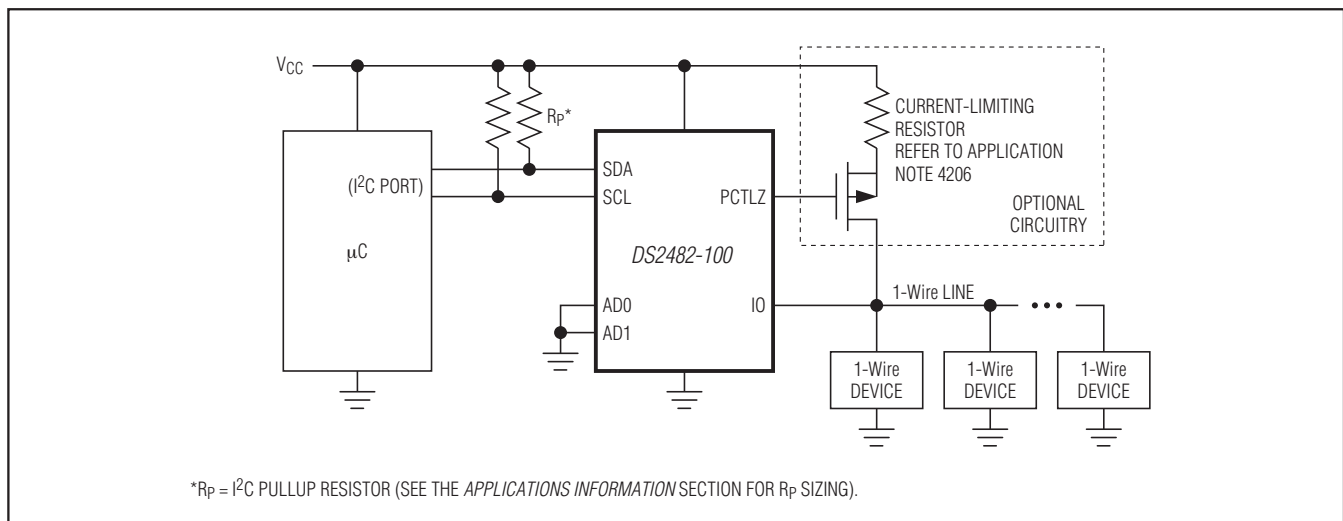 VCC
RP*
CURRENT-LIMITING
RESISTOR
REFER TO APPLICATION
NOTE 4206
OPTIONAL
CIRCUITRY
(I2C PORT)
μC
SDA
SCL
PCTLZ
DS2482-100
AD0
AD1
IO
1-Wire LINE
1-Wire
DEVICE
1-Wire
DEVICE
1-Wire
DEVICE
*RP = I2C PULLUP RESISTOR (SEE THE APPLICATIONS INFORMATION SECTION FOR RP SIZING).